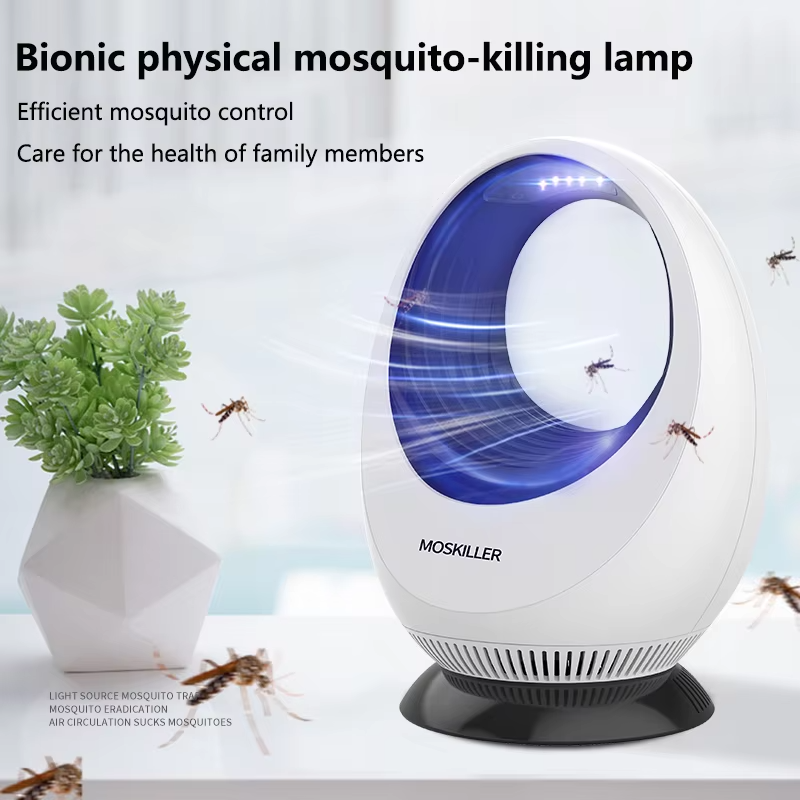 Bionic physical mosquito-killing lamp
Efficient mosquito control
Care for the health of family members
MOSKILLER
LIGHT SOURCE MOSQUITO
MOSQUITO ERADICATION
AIR CIRCULATION SUCKS MOSQUITOES